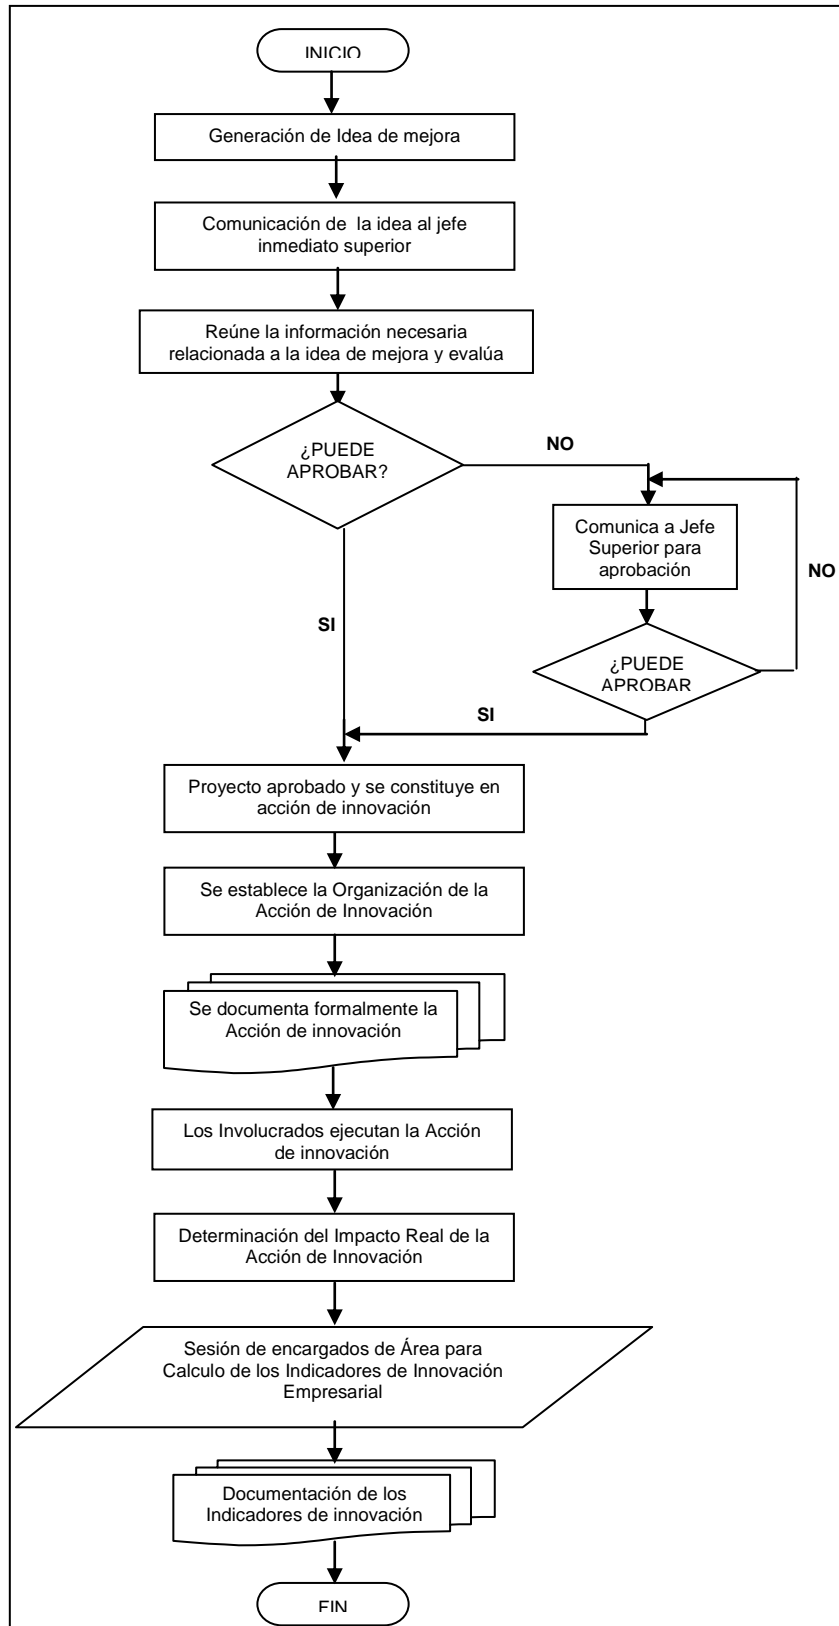 INICIO
Generación de Idea de mejora
Comunicación de la idea al jefe
inmediato superior
Reúne la información necesaria
relacionada a la idea de mejora y evalúa
¿PUEDE
APROBAR?
NO
Comunica a Jefe
Superior para
aprobación
NO
SI
¿PUEDE
APROBAR
SI
Proyecto aprobado y se constituye en
acción de innovación
Se establece la Organización de la
Acción de Innovación
Se documenta formalmente la
Acción de innovación
Los Involucrados ejecutan la Acción
de innovación
Determinación del Impacto Real de la
Acción de Innovación
Sesión de encargados de Área para
Calculo de los Indicadores de Innovación
Empresarial
Documentación de los
Indicadores de innovación
FIN